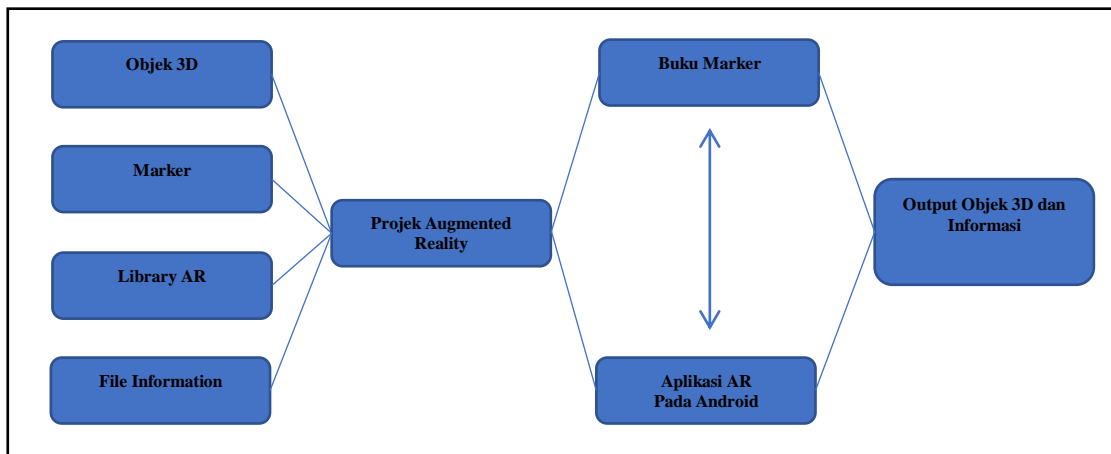 Objek 3D
Marker
Library AR
File Information
Projek Augmented
Reality
Buku Marker
Aplikasi AR
Pada Android
Output Objek 3D dan
Informasi